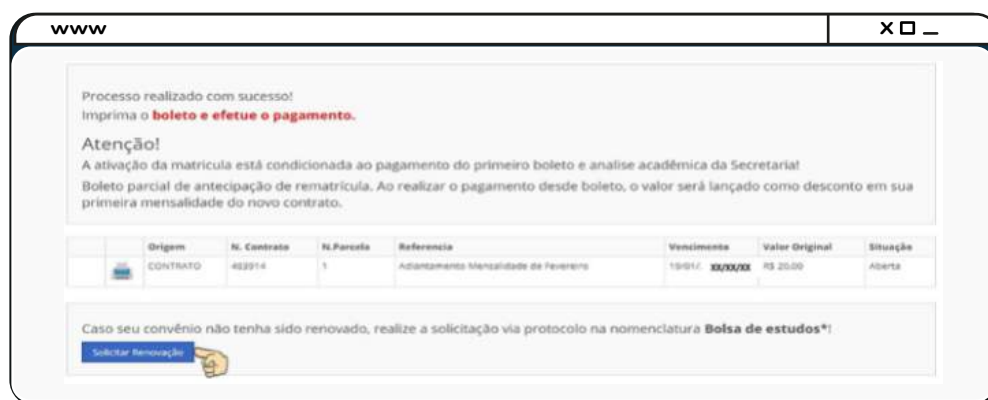 www
Processo realizado com sucesso!
Imprima o boleto e efetue o pagamento.
Atenção!
A ativação da matricula está condicionada ao pagamento do primeiro boleto e analise acadêmica da Secretaria!
Boleto parcial de antecipação de rematrícula. Ao realizar o pagamento desde boleto, o valor será lançado como desconto em sua
primeira mensalidade do novo contrato.
Origem N. Contrato N.Parcela Referencia Vencimento Valor Original Situação
CONTRATO 1 Adiantamento Mensalidade de Fevereiro xx/xx/xx R$ 20,00 Aberta
Caso seu convênio não tenha sido renovado, realize a solicitação via protocolo na nomenclatura Bolsa de estudos*!
Solicitar Renovação